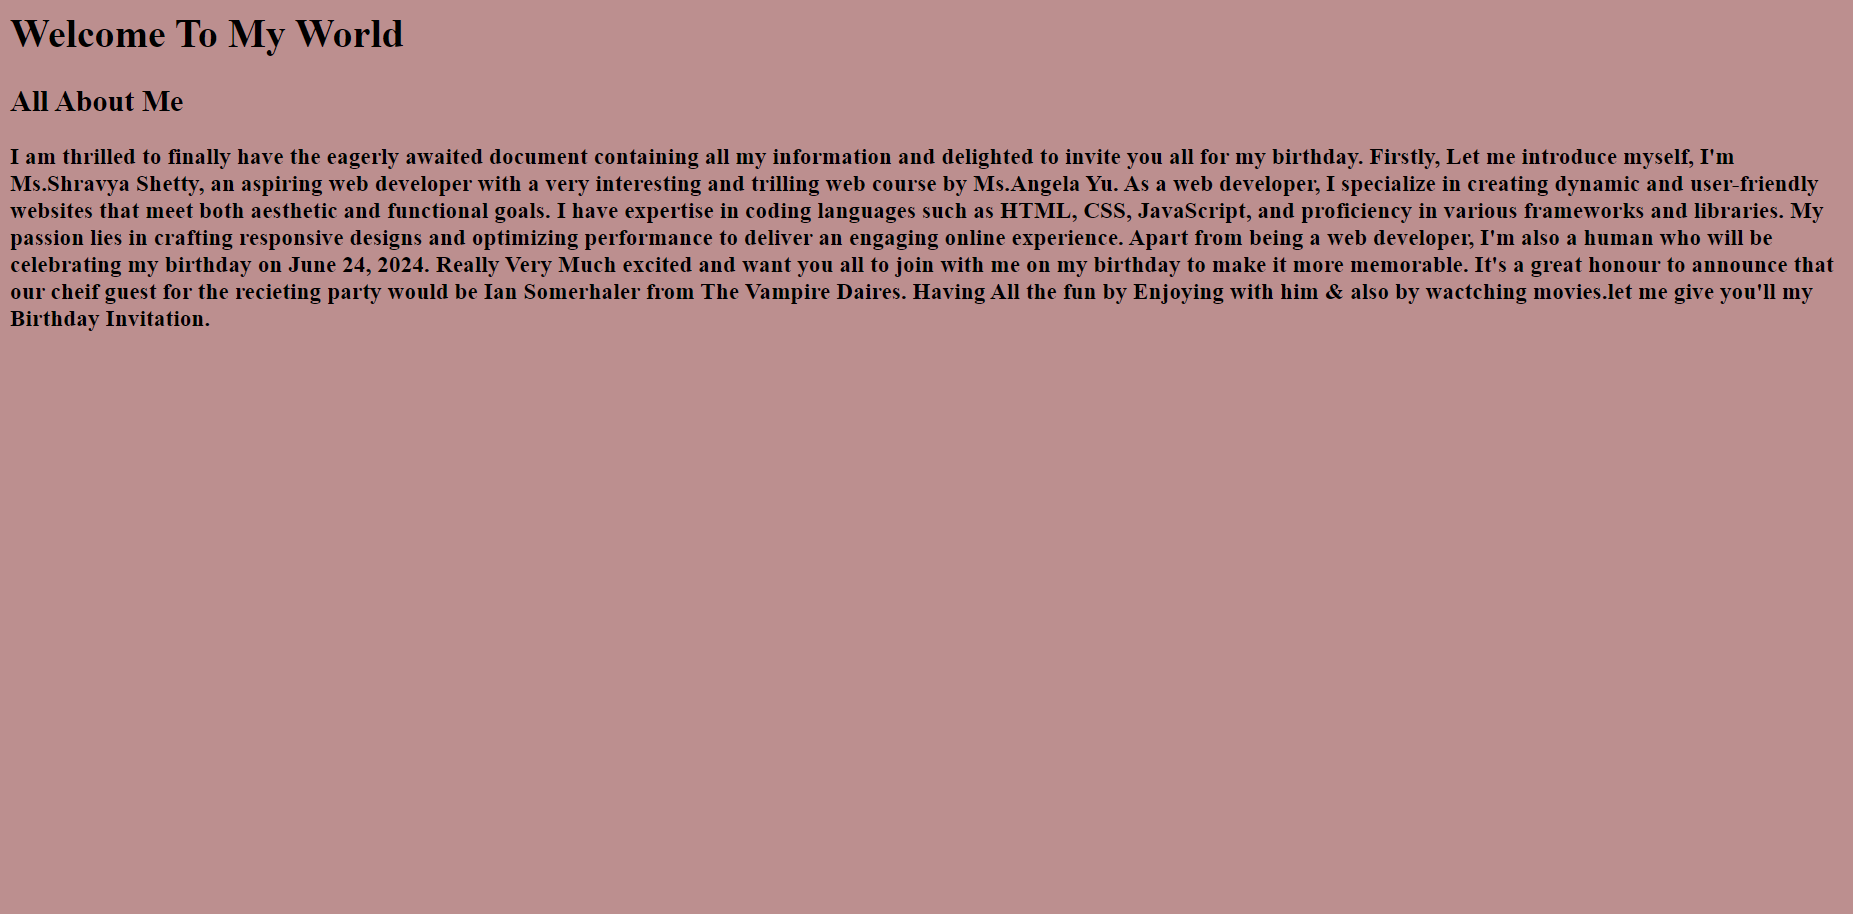 Welcome To My World
All About Me
I am thrilled to finally have the eagerly awaited document containing all my information and delighted to invite you all for my birthday. Firstly, Let me introduce myself, I'm
Ms.Shravya Shetty, an aspiring web developer with a very interesting and trilling web course by Ms.Angela Yu. As a web developer, I specialize in creating dynamic and user-friendly
websites that meet both aesthetic and functional goals. I have expertise in coding languages such as HTML, CSS, JavaScript, and proficiency in various frameworks and libraries. My
passion lies in crafting responsive designs and optimizing performance to deliver an engaging online experience. Apart from being a web developer, I'm also a human who will be
celebrating my birthday on June 24, 2024. Really Very Much excited and want you all to join with me on my birthday to make it more memorable. It's a great honour to announce that
our cheif guest for the recieting party would be Ian Somerhaler from The Vampire Daires. Having All the fun by Enjoying with him & also by wactching movies.let me give you'll my
Birthday Invitation.